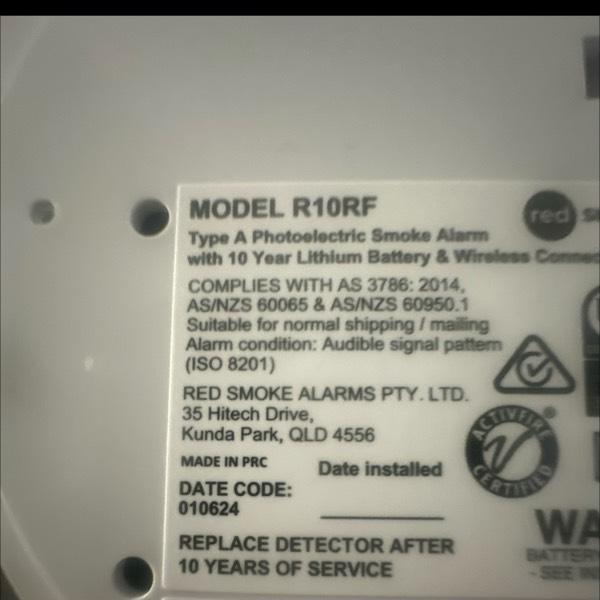 MODEL R10RF
red
Type A Photoelectric Smoke Alarm
with 10 Year Lithium Battery & Wireless
COMPLIES WITH AS 3786: 2014,
AS/NZS 60065 & AS/NZS 60950.1
Suitable for normal shipping / mailing
Alarm condition: Audible signal pattern
(ISO 8201)
RED SMOKE ALARMS PTY. LTD.
35 Hitech Drive,
Kunda Park, QLD 4556
ACTIVFIRE ®
CERTIFIED
MADE IN PRC
Date installed
DATE CODE:
010624
REPLACE DETECTOR AFTER
10 YEARS OF SERVICE
WA
BATTERY
- SEE